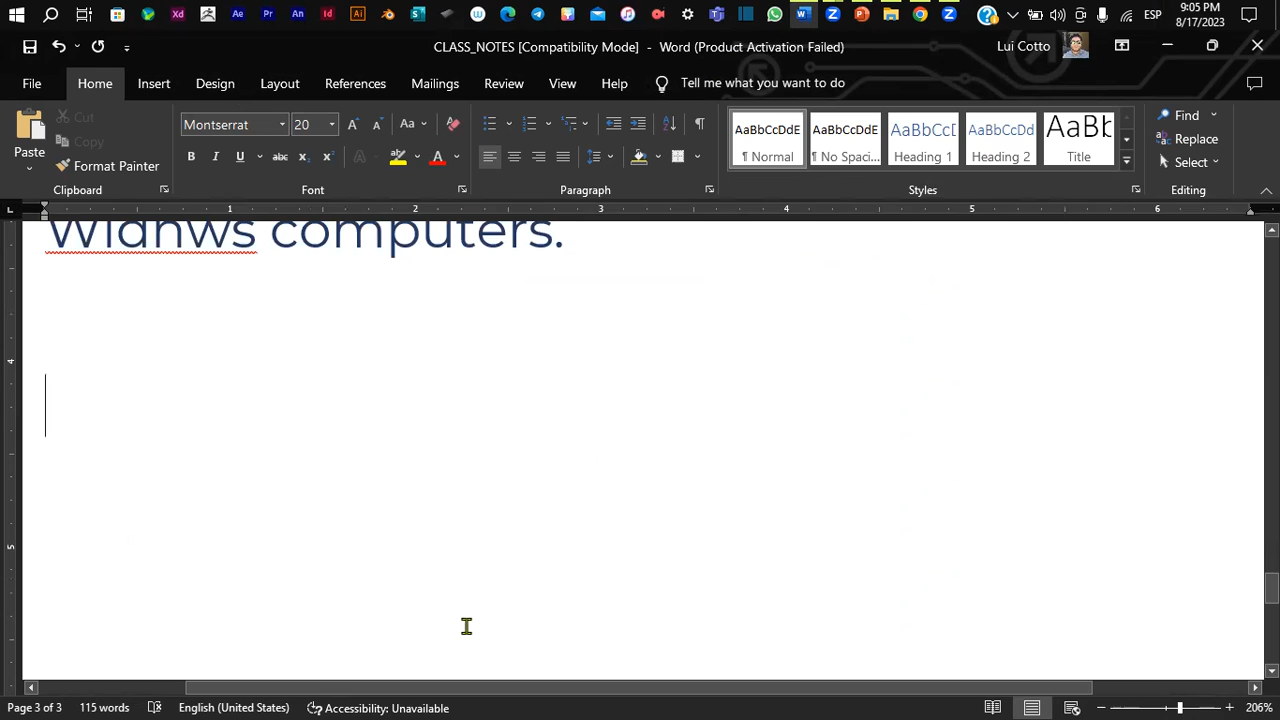 9:05 PM
ESP
8/17/2023
CLASS_NOTES [Compatibility Mode] - Word (Product Activation Failed)
Lui Cotto
File Home Insert Design Layout References Mailings Review View Help Tell me what you want to do
Paste
Cut
Copy
Format Painter
Clipboard
Montserrat 20
Font
Paragraph
AaBbCcDdE AaBbCcDdE AaBbCc[ AaBbCcDd AaBb
¶ Normal ¶ No Spaci... Heading 1 Heading 2 Title
Styles
Find
Replace
Select
Editing
1 2 3 4 5 6
Widnws computers.
4
5
Page 3 of 3 115 words English (United States) Accessibility: Unavailable 206%